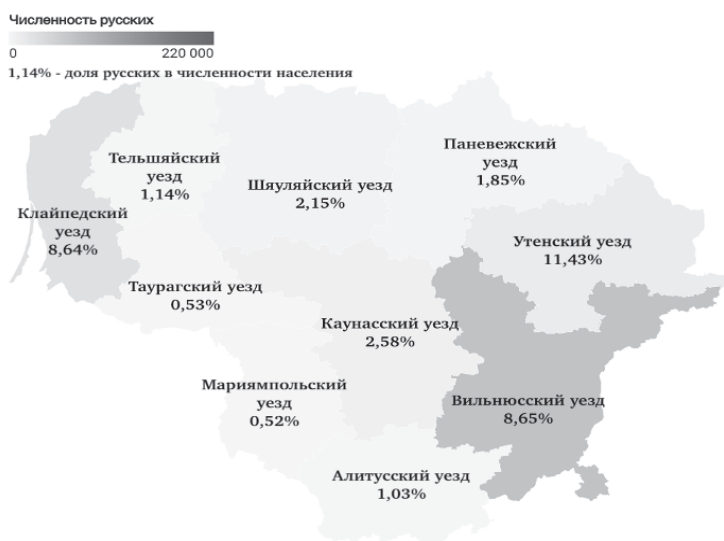 Численность русских
0 220 000
1,14% - доля русских в численности населения
Паневежский
уезд
1,85%
Тельшяйский
уезд
1,14%
Шяуляйский уезд
2,15%
Клайпедский
уезд
8,64%
Утенский уезд
11,43%
Таурагский уезд
0,53%
Каунасский уезд
2,58%
Мариямпольский
уезд
0,52%
Вильнюсский уезд
8,65%
Алитусский уезд
1,03%